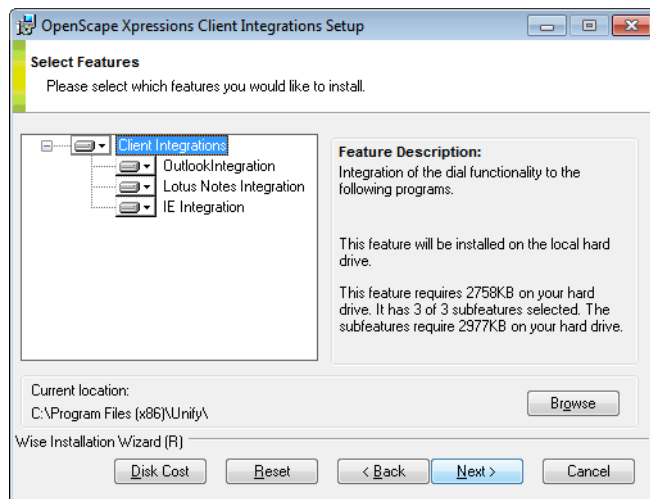 OpenScape Xpressions Client Integrations Setup
Select Features
Please select which features you would like to install.
Client Integrations
OutlookIntegration
Lotus Notes Integration
IE Integration
Feature Description:
Integration of the dial functionality to the
following programs.
This feature will be installed on the local hard
drive.
This feature requires 2758KB on your hard
drive. It has 3 of 3 subfeatures selected. The
subfeatures require 2977KB on your hard drive.
Current location:
C:\Program Files (x86)\Unify\
Browse
Wise Installation Wizard (R)
Disk Cost
Reset
< Back
Next >
Cancel